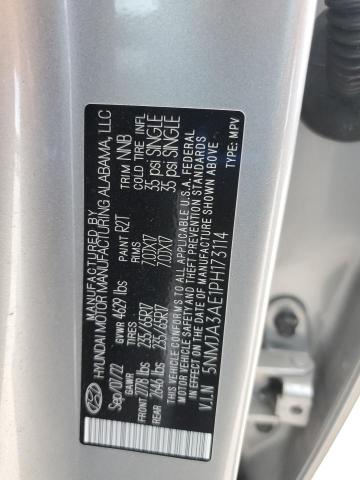 MANUFACTURED BY
HYUNDAI MOTOR MANUFACTURING ALABAMA, LLC
Sep/07/22 GVWR 4629 lbs PAINT R2T TRIM NNB
GAWR TIRES RIMS COLD TIRE INFL
FRONT 2778 lbs 235/65R17 7.0JX17 35 psi SINGLE
REAR 2646 lbs 235/65R17 7.0JX17 35 psi SINGLE
THIS VEHICLE CONFORMS TO ALL APPLICABLE U.S.A. FEDERAL
MOTOR VEHICLE SAFETY AND BUMPER AND THEFT PREVENTION STANDARDS
IN EFFECT ON THE DATE OF MANUFACTURE SHOWN ABOVE.
V.I.N 5NMJA3AE1PH173114 TYPE: MPV